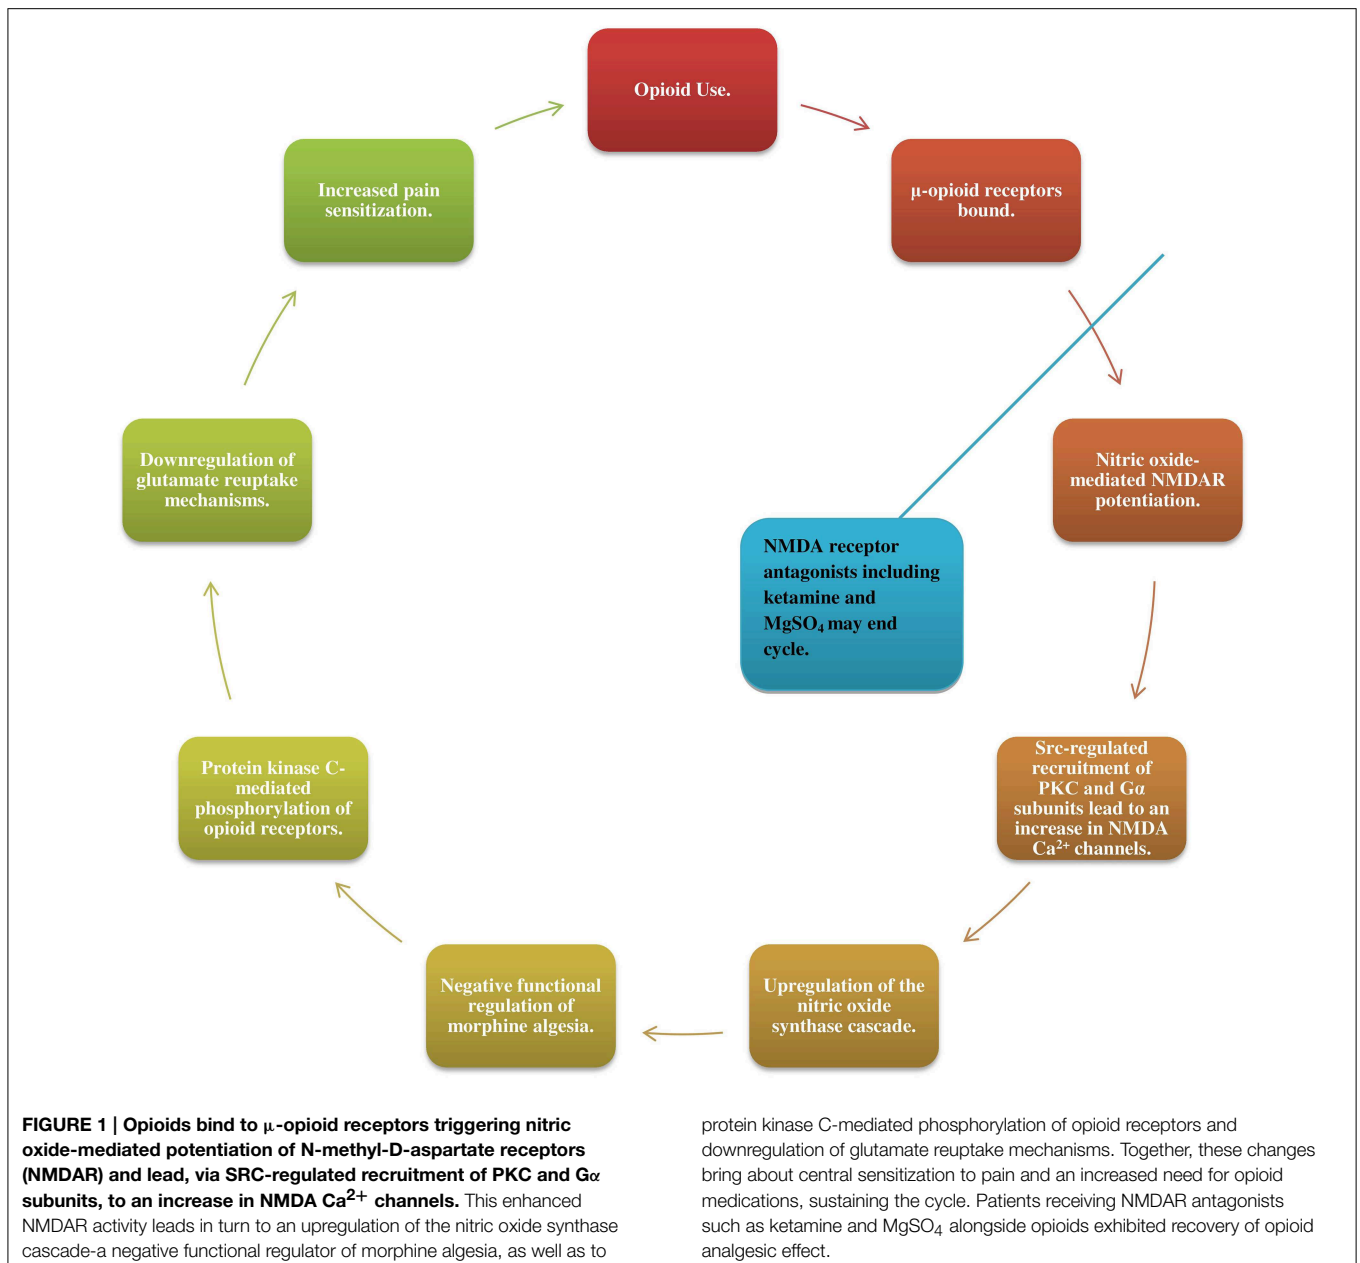 Opioid Use.
μ-opioid receptors
bound.
Nitric oxide-
mediated NMDAR
potentiation.
Src-regulated
recruitment of
PKC and Gα
subunits lead to an
increase in NMDA
Ca²⁺ channels.
Upregulation of the
nitric oxide
synthase cascade.
Negative functional
regulation of
morphine algesia.
Protein kinase C-
mediated
phosphorylation of
opioid receptors.
Downregulation of
glutamate reuptake
mechanisms.
Increased pain
sensitization.
NMDA receptor
antagonists including
ketamine and
MgSO₄ may end
cycle.
FIGURE 1 | Opioids bind to μ-opioid receptors triggering nitric
oxide-mediated potentiation of N-methyl-D-aspartate receptors
(NMDAR) and lead, via SRC-regulated recruitment of PKC and Gα
subunits, to an increase in NMDA Ca²⁺ channels. This enhanced
NMDAR activity leads in turn to an upregulation of the nitric oxide synthase
cascade-a negative functional regulator of morphine algesia, as well as to
protein kinase C-mediated phosphorylation of opioid receptors and
downregulation of glutamate reuptake mechanisms. Together, these changes
bring about central sensitization to pain and an increased need for opioid
medications, sustaining the cycle. Patients receiving NMDAR antagonists
such as ketamine and MgSO₄ alongside opioids exhibited recovery of opioid
analgesic effect.